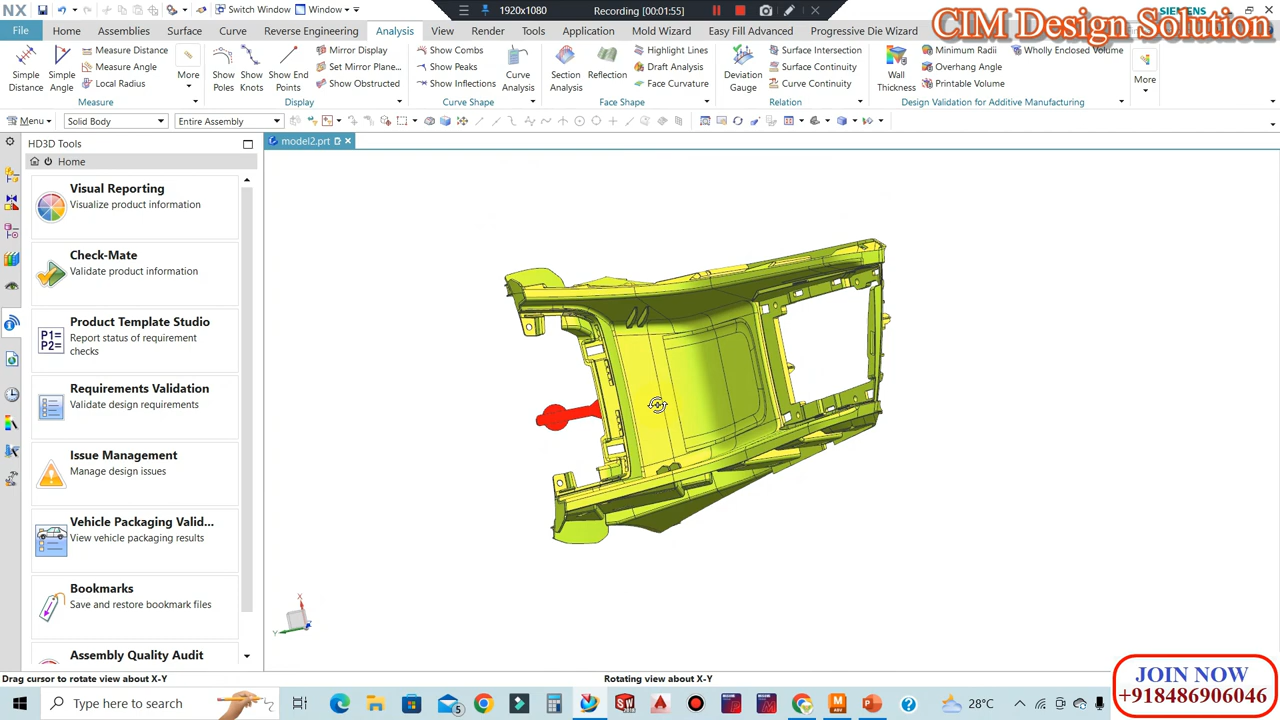 NX
Switch Window
Window
1920x1080
Recording [00:01:55]
SIEMENS
CIM Design Solution
File
Home
Assemblies
Surface
Curve
Reverse Engineering
Analysis
View
Render
Tools
Application
Mold Wizard
Easy Fill Advanced
Progressive Die Wizard
Simple Distance
Simple Angle
Measure Distance
Measure Angle
Local Radius
More
Measure
Show Poles
Show Knots
Show End Points
Mirror Display
Set Mirror Plane...
Show Obstructed
Display
Show Combs
Show Peaks
Show Inflections
Curve Analysis
Curve Shape
Section Analysis
Reflection
Highlight Lines
Draft Analysis
Face Curvature
Face Shape
Deviation Gauge
Surface Intersection
Surface Continuity
Curve Continuity
Relation
Wall Thickness
Minimum Radii
Overhang Angle
Printable Volume
Wholly Enclosed Volume
Design Validation for Additive Manufacturing
More
Menu
Solid Body
Entire Assembly
HD3D Tools
model2.prt
Home
Visual Reporting
Visualize product information
Check-Mate
Validate product information
Product Template Studio
Report status of requirement checks
P1=
P2=
Requirements Validation
Validate design requirements
Issue Management
Manage design issues
Vehicle Packaging Valid...
View vehicle packaging results
Bookmarks
Save and restore bookmark files
Assembly Quality Audit
X
Y
Drag cursor to rotate view about X-Y
Rotating view about X-Y
JOIN NOW
+918486906046
Type here to search
5
28°C